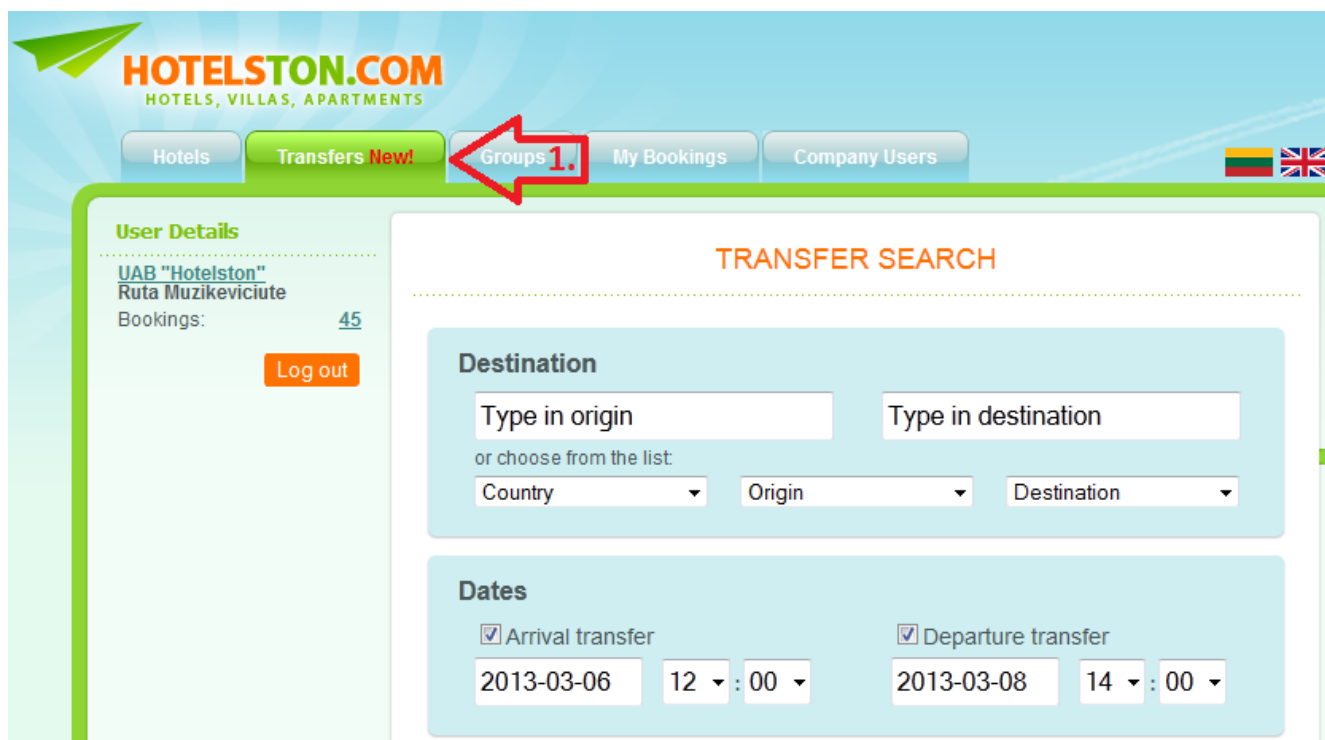 HOTELSTON.COM
HOTELS, VILLAS, APARTMENTS
Hotels Transfers New! Groups 1. My Bookings Company Users
User Details
UAB "Hotelston"
Ruta Muzikeviciute
Bookings: 45
Log out
TRANSFER SEARCH
Destination
Type in origin Type in destination
or choose from the list:
Country Origin Destination
Dates
Arrival transfer Departure transfer
2013-03-06 12 : 00 2013-03-08 14 : 00